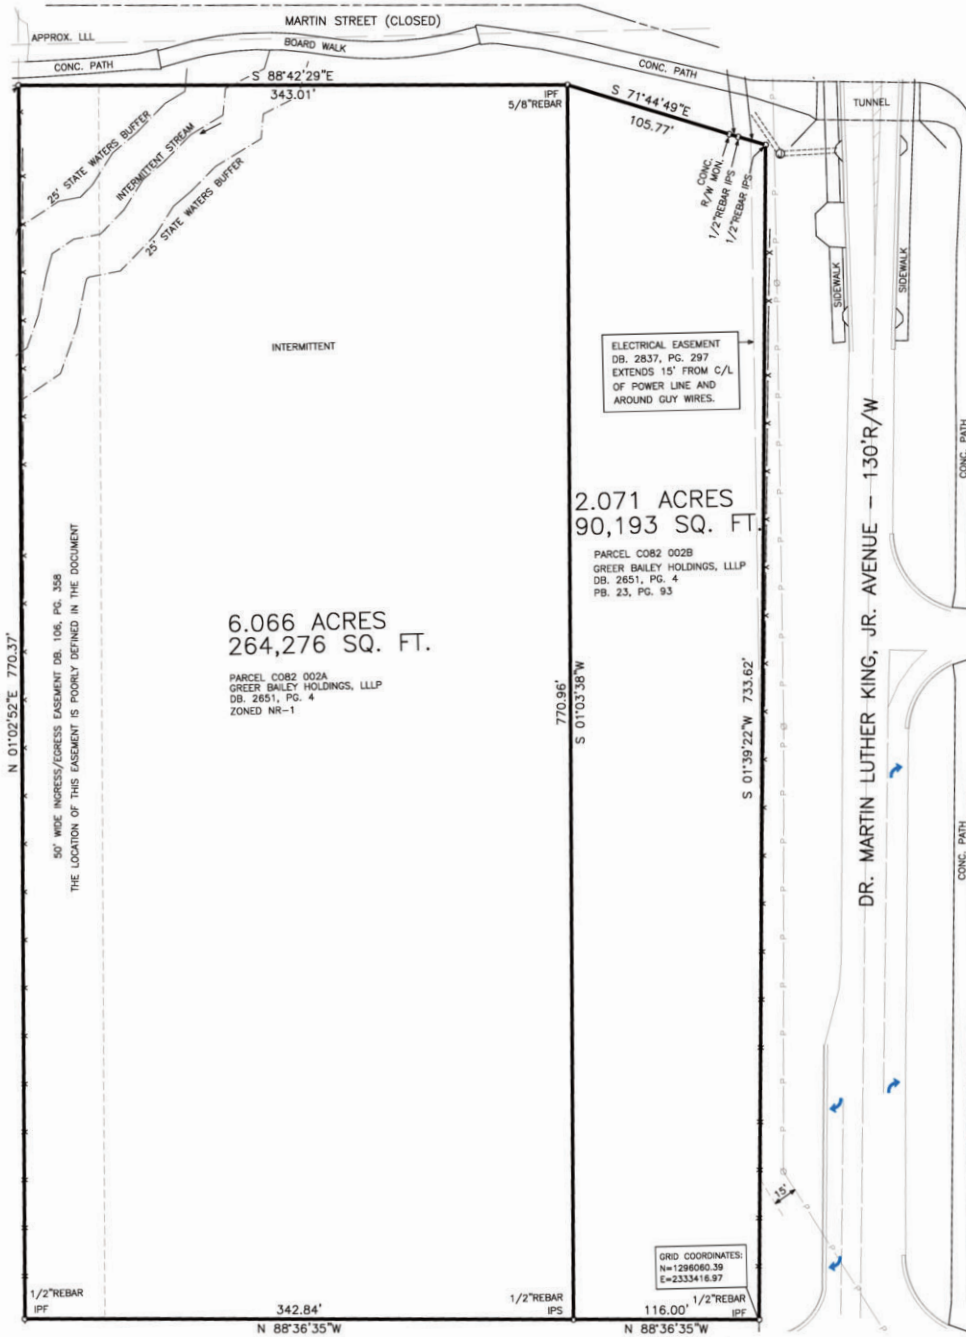 MARTIN STREET (CLOSED)
APPROX. LLL
BOARD WALK
CONC. PATH
CONC. PATH
S 88°42'29"E
343.01'
IPF
5/8"REBAR
S 71°44'49"E
105.77'
TUNNEL
25' STATE WATERS BUFFER
INTERMITTENT STREAM
25' STATE WATERS BUFFER
CONC.
R/W MON.
1/2"REBAR IPS
1/2"REBAR IPS
SIDEWALK
SIDEWALK
INTERMITTENT
ELECTRICAL EASEMENT
DB. 2837, PG. 297
EXTENDS 15' FROM C/L
OF POWER LINE AND
AROUND GUY WIRES.
CONC. PATH
2.071 ACRES
90,193 SQ. FT.
PARCEL C082 002B
GREER BAILEY HOLDINGS, LLLP
DB. 2651, PG. 4
PB. 23, PG. 93
6.066 ACRES
264,276 SQ. FT.
PARCEL C082 002A
GREER BAILEY HOLDINGS, LLLP
DB. 2651, PG. 4
ZONED NR-1
N 01°02'52"E 770.37'
50' WIDE INGRESS/EGRESS EASEMENT DB. 106, PG. 358
THE LOCATION OF THIS EASEMENT IS POORLY DEFINED IN THE DOCUMENT
770.96'
S 01°03'38"W
S 01°39'22"W 733.62'
DR. MARTIN LUTHER KING, JR. AVENUE - 130'R/W
CONC. PATH
15'
GRID COORDINATES:
N=1296060.39
E=2333416.97
1/2"REBAR
IPF
342.84'
1/2"REBAR
IPS
116.00'
1/2"REBAR
IPF
N 88°36'35"W
N 88°36'35"W